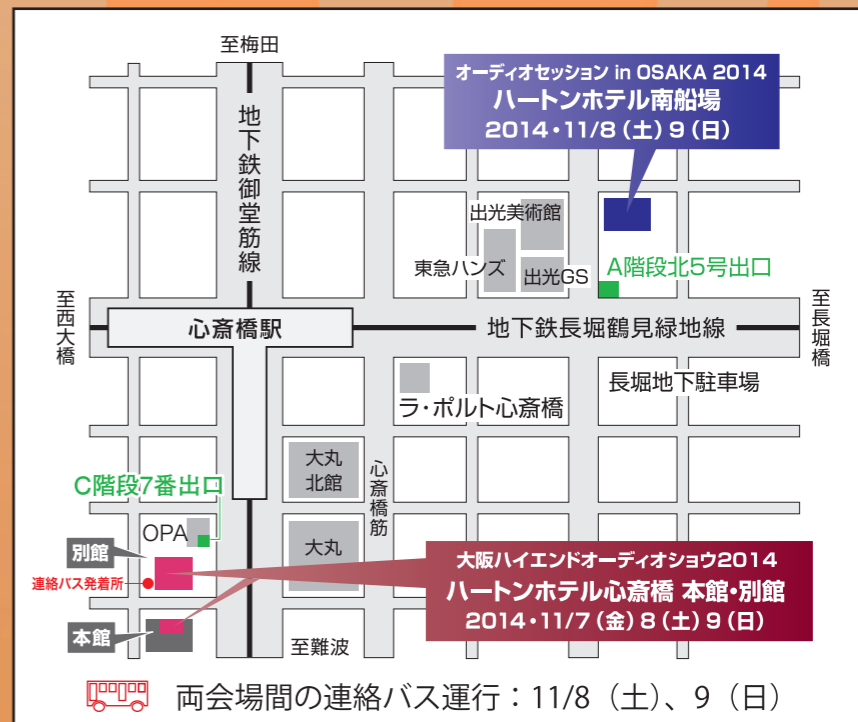 至梅田
オーディオセッション in OSAKA 2014
ハートンホテル南船場
2014・11/8（土）9（日）
地下鉄御堂筋線
出光美術館
東急ハンズ
出光GS
A階段北5号出口
至西大橋
心斎橋駅
地下鉄長堀鶴見緑地線
至長堀橋
長堀地下駐車場
ラ・ポルト心斎橋
大丸
北館
心斎橋筋
C階段7番出口
OPA
大丸
別館
連絡バス発着所
大阪ハイエンドオーディオショウ2014
ハートンホテル心斎橋 本館・別館
2014・11/7（金）8（土）9（日）
本館
至難波
両会場間の連絡バス運行：11/8（土）、9（日）